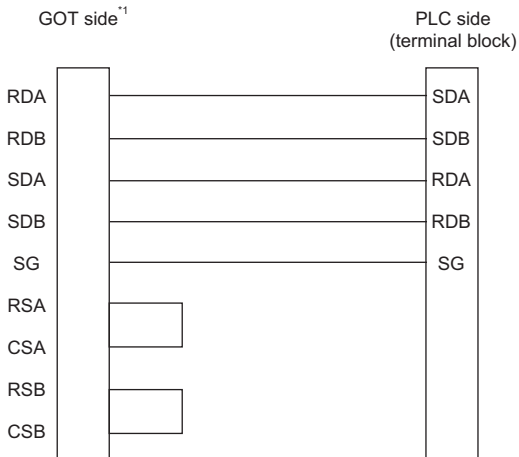 GOT side*1
PLC side
(terminal block)
RDA SDA
RDB SDB
SDA RDA
SDB RDB
SG SG
RSA
CSA
RSB
CSB